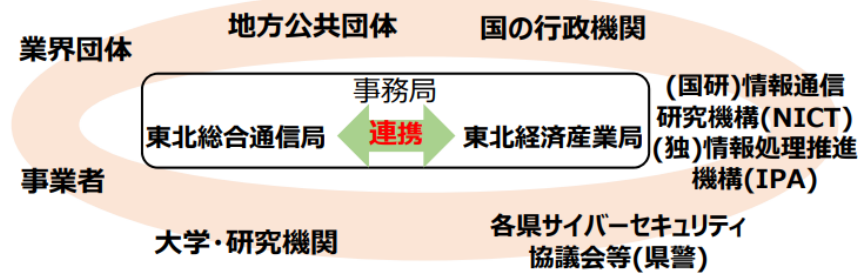 地方公共団体
国の行政機関
業界団体
事務局
東北総合通信局
連携
東北経済産業局
(国研)情報通信
研究機構(NICT)
(独)情報処理推進
機構(IPA)
事業者
大学・研究機関
各県サイバーセキュリティ
協議会等(県警)